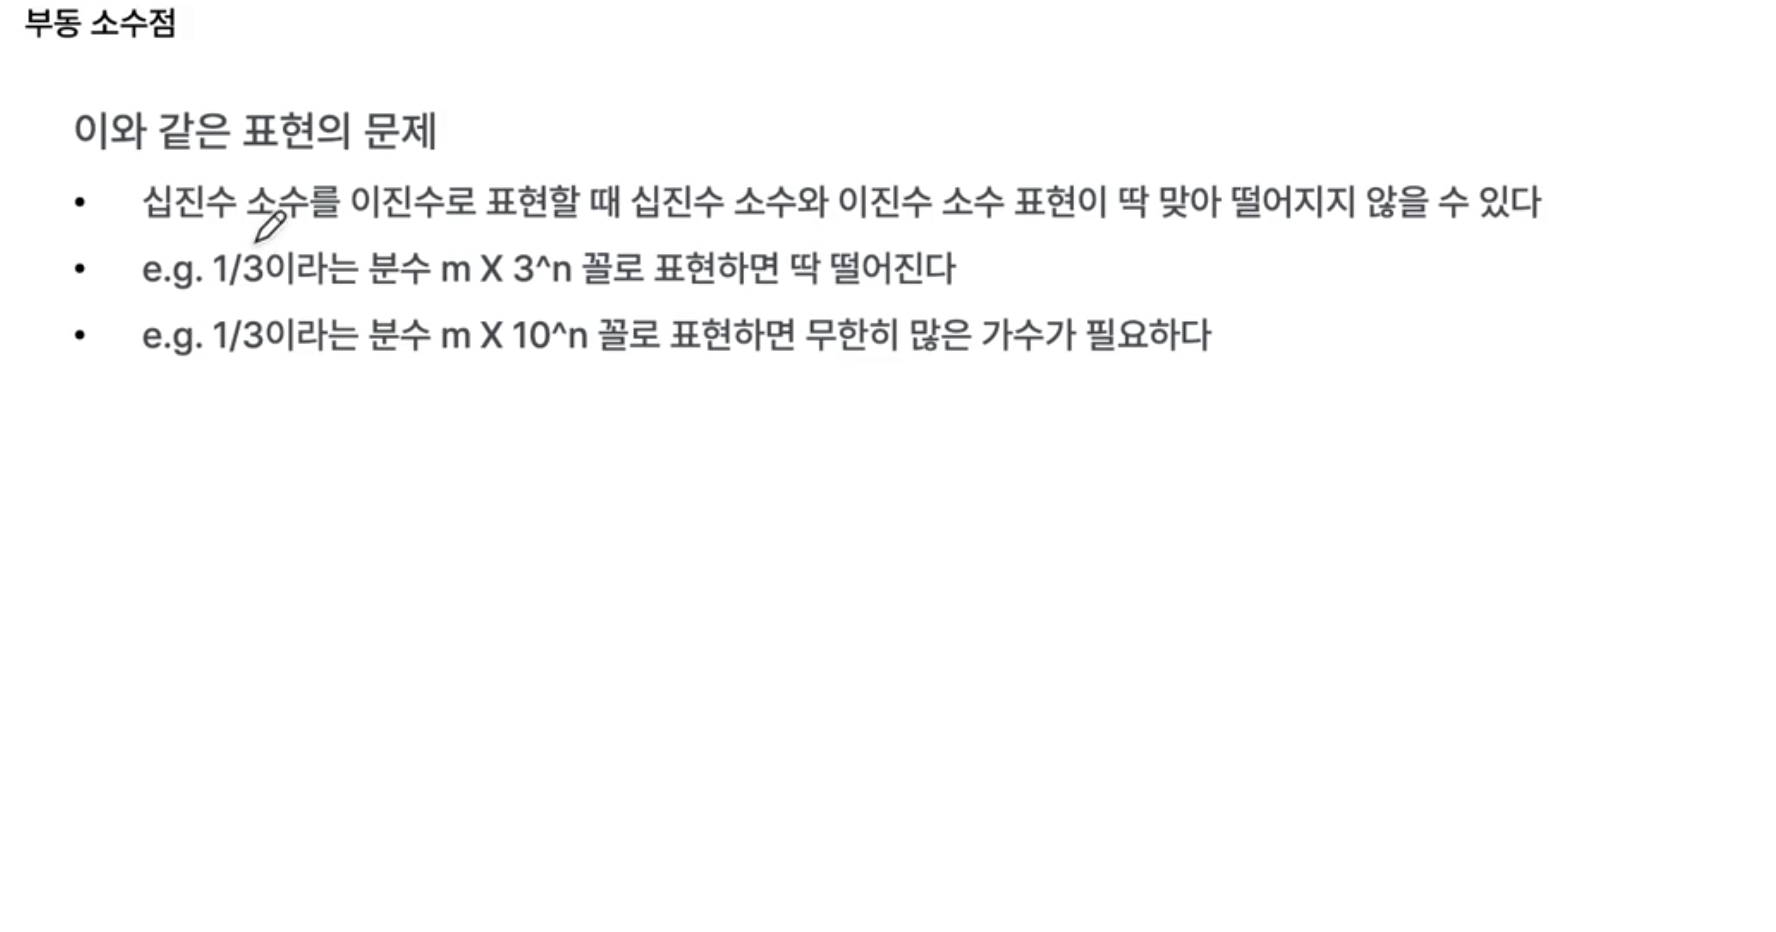 부동 소수점
이와 같은 표현의 문제
• 십진수 소수를 이진수로 표현할 때 십진수 소수와 이진수 소수 표현이 딱 맞아 떨어지지 않을 수 있다
• e.g. 1/3이라는 분수 m X 3^n 꼴로 표현하면 딱 떨어진다
• e.g. 1/3이라는 분수 m X 10^n 꼴로 표현하면 무한히 많은 가수가 필요하다